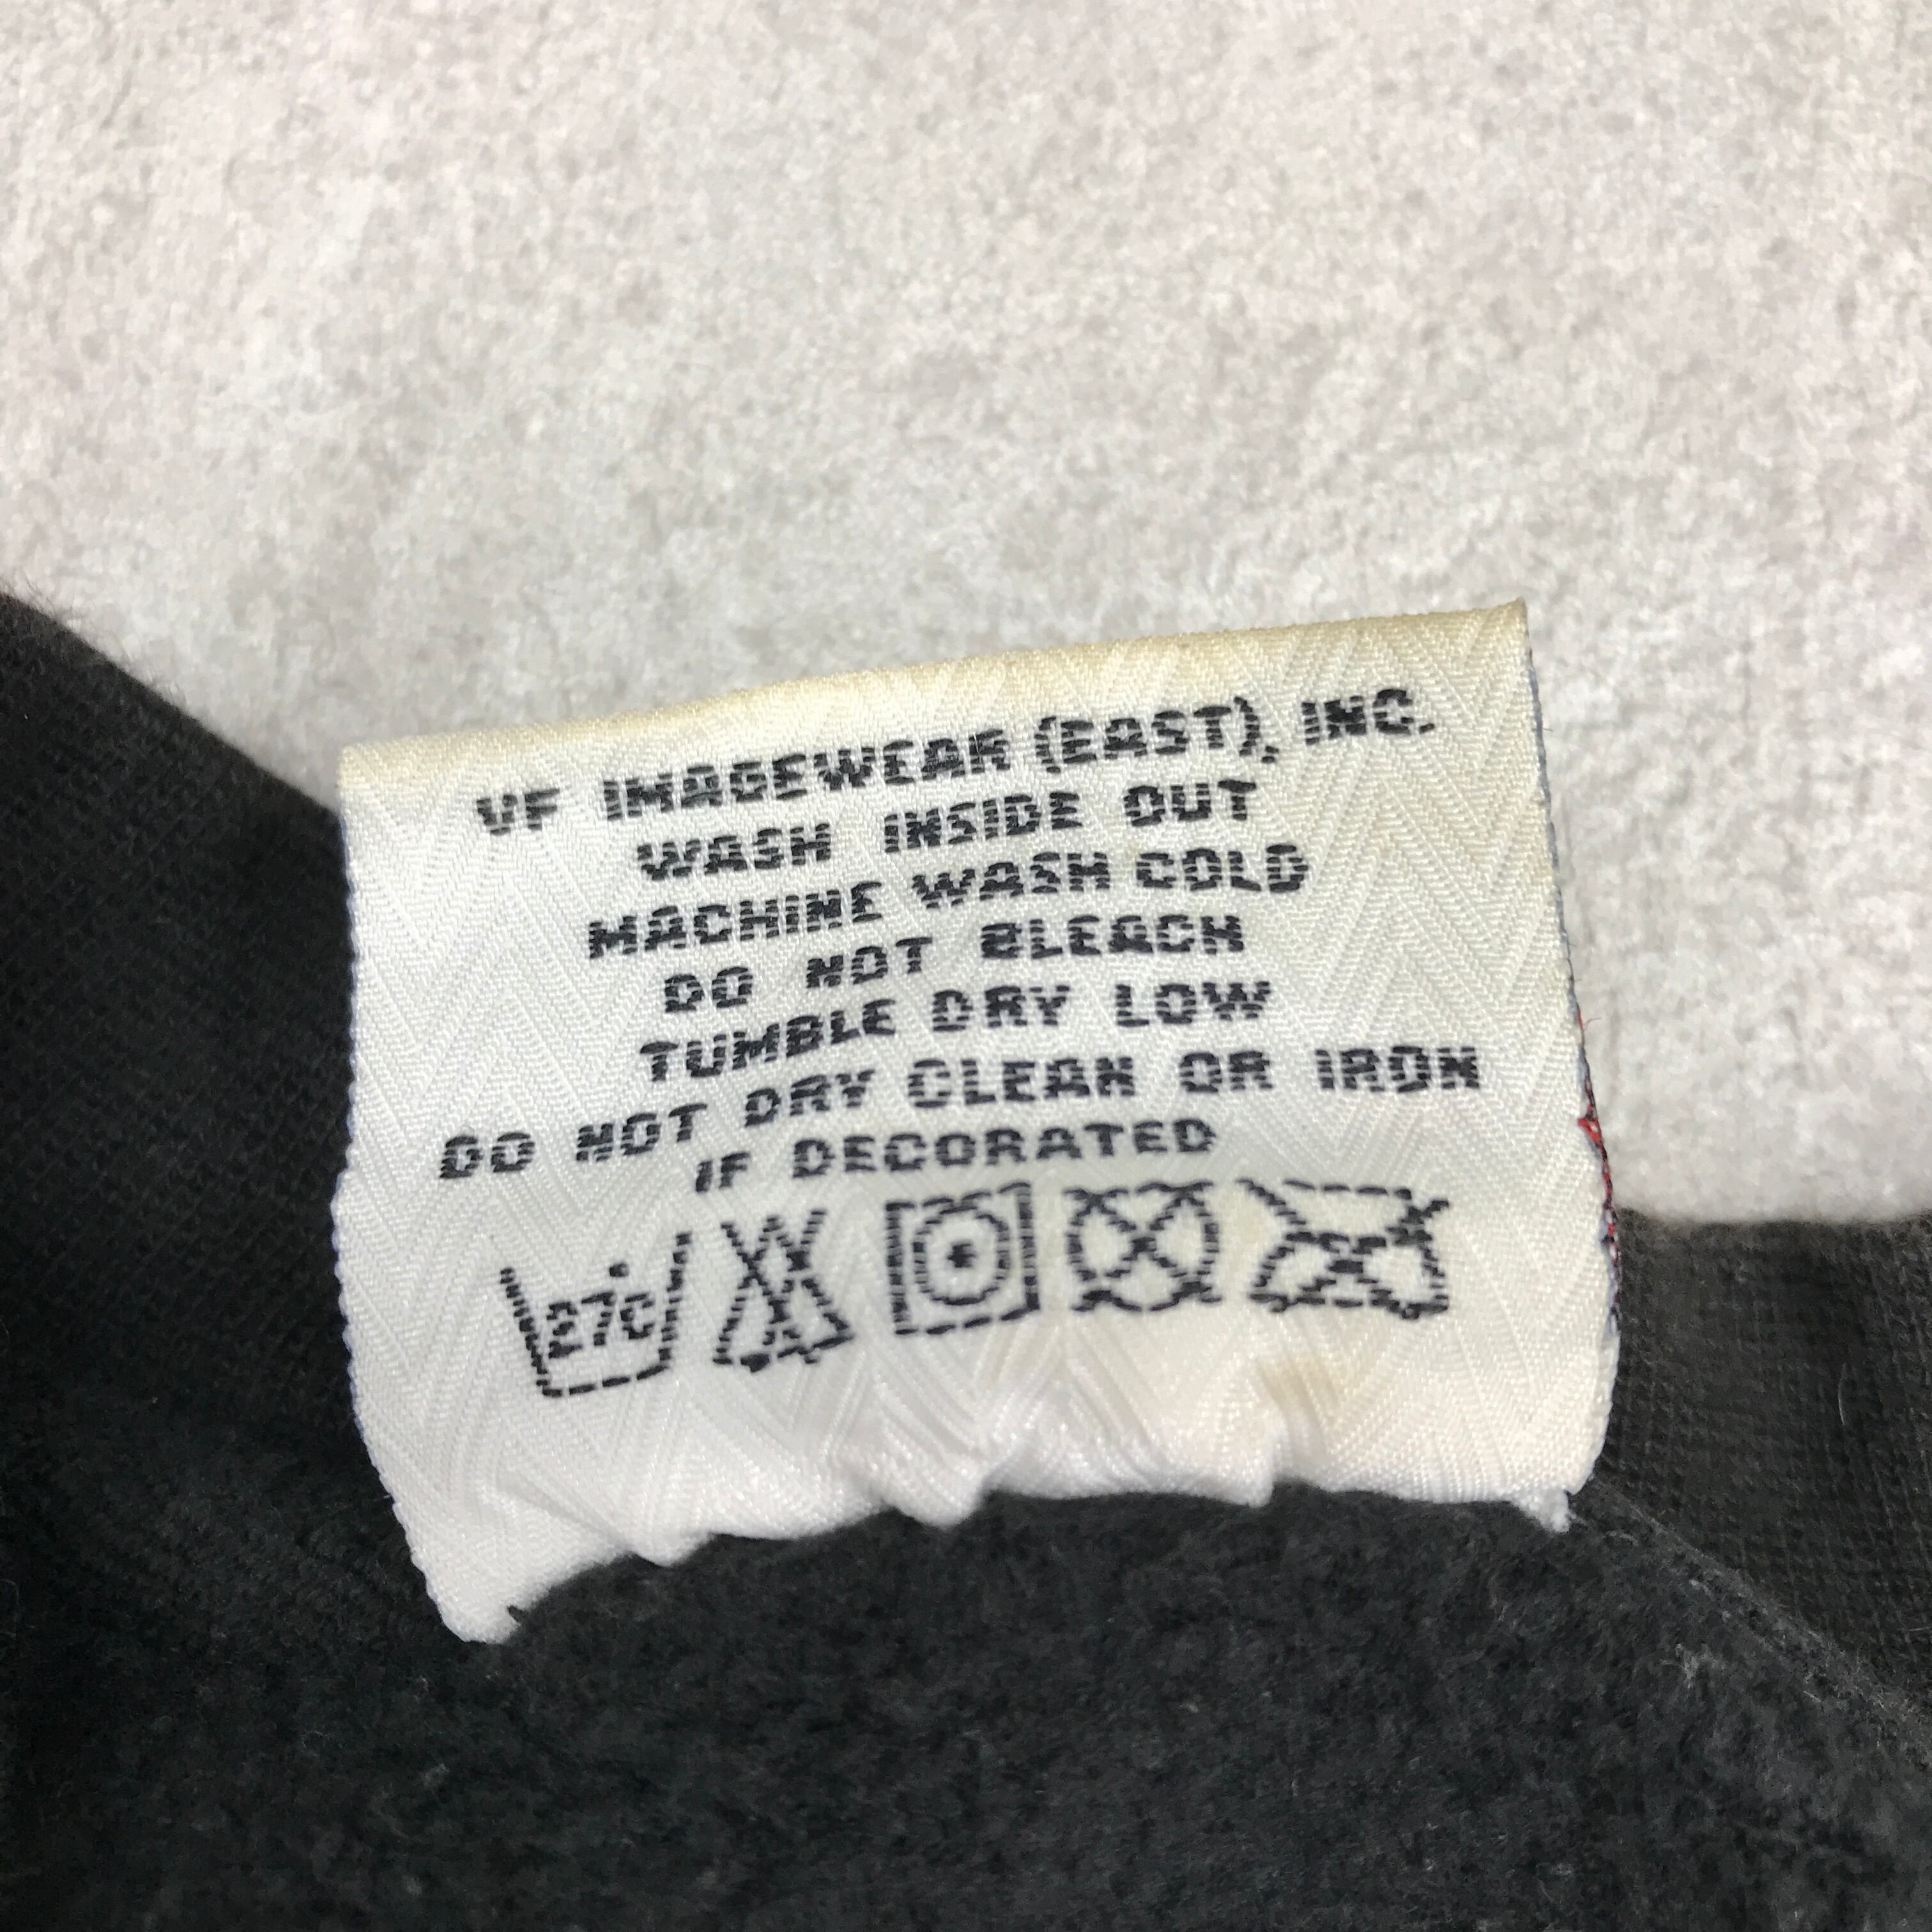 VF IMAGEWEAR (EAST), INC.
WASH INSIDE OUT
MACHINE WASH COLD
DO NOT BLEACH
TUMBLE DRY LOW
DO NOT DRY CLEAN OR IRON
IF DECORATED
27°C